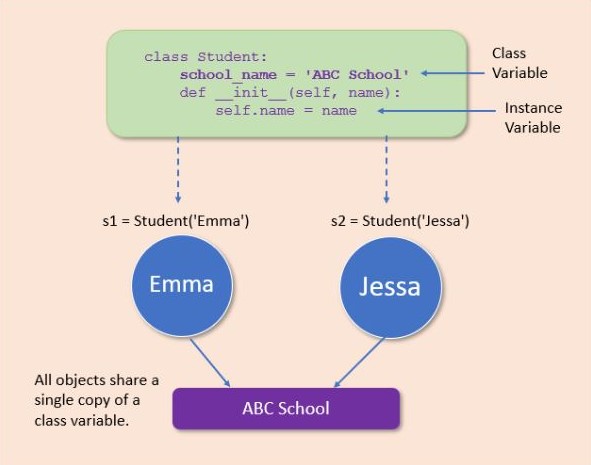 class Student:
school_name = 'ABC School'
def __init__(self, name):
self.name = name
Class
Variable
Instance
Variable
s1 = Student('Emma')
s2 = Student('Jessa')
Emma
Jessa
All objects share a
single copy of a
class variable.
ABC School